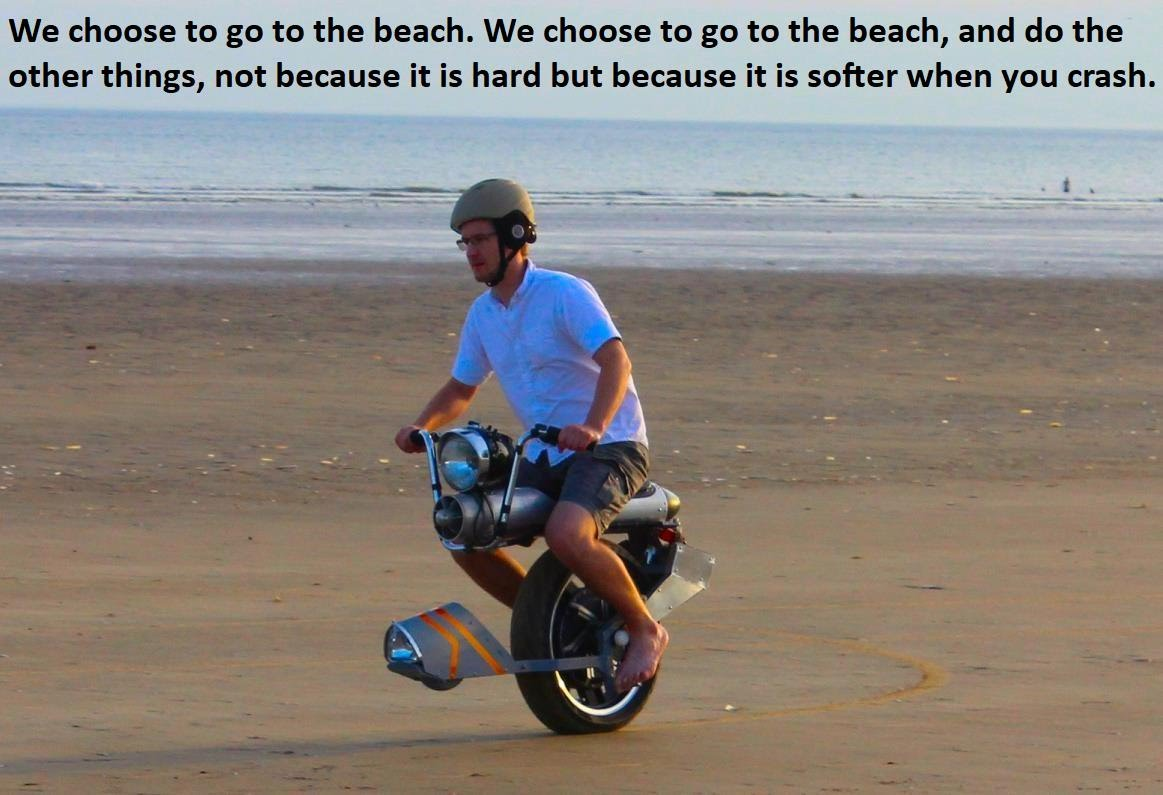 We choose to go to the beach. We choose to go to the beach, and do the
other things, not because it is hard but because it is softer when you crash.